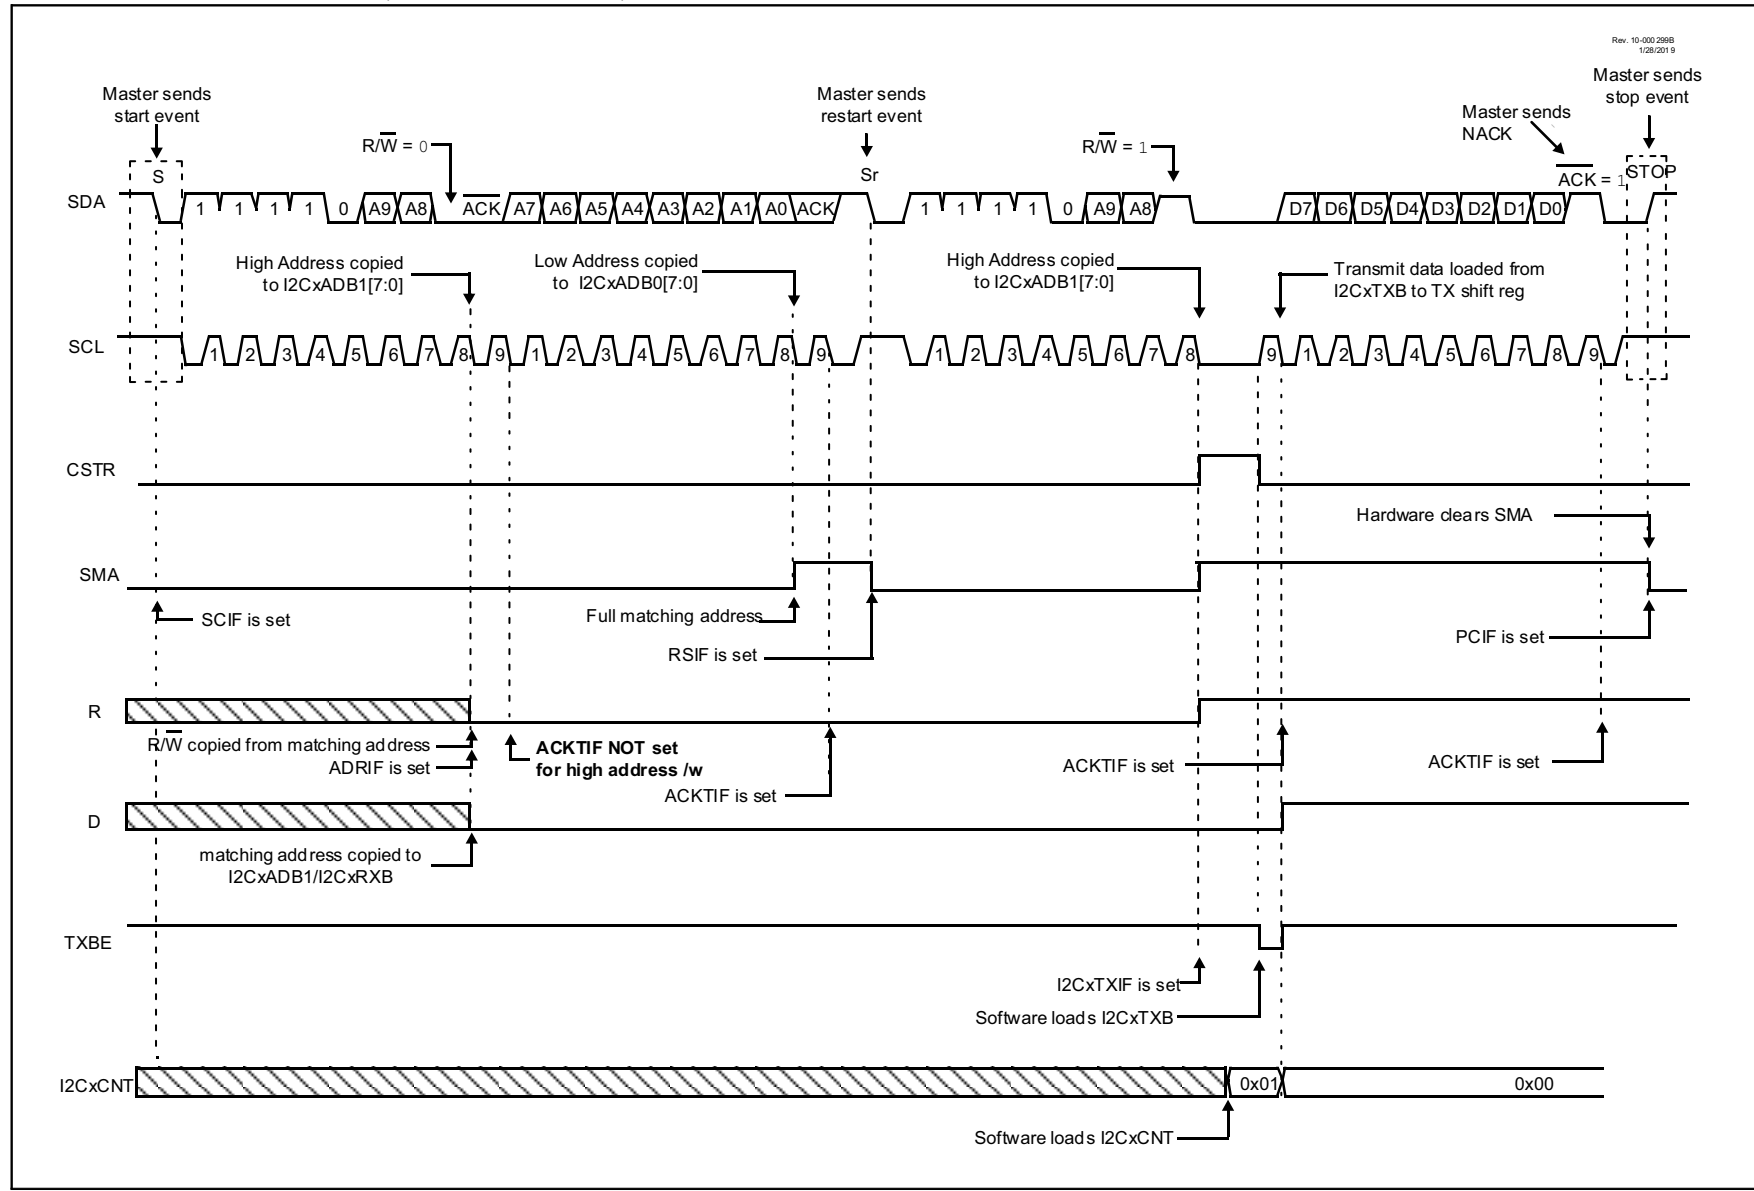 Rev. 10-000 299B
1/28/201 9
Master sends
start event
Master sends
restart event
Master sends
stop event
Master sends
NACK
R/W = 0
R/W = 1
S
Sr
ACK = 1
STOP
SDA
1 1 1 1 0 A9 A8 ACK A7 A6 A5 A4 A3 A2 A1 A0 ACK 1 1 1 1 0 A9 A8 D7 D6 D5 D4 D3 D2 D1 D0
High Address copied
to I2CxADB1[7:0]
Low Address copied
to I2CxADB0[7:0]
High Address copied
to I2CxADB1[7:0]
Transmit data loaded from
I2CxTXB to TX shift reg
SCL
1 2 3 4 5 6 7 8 9 1 2 3 4 5 6 7 8 9 1 2 3 4 5 6 7 8 9 1 2 3 4 5 6 7 8 9
CSTR
Hardware clears SMA
SMA
SCIF is set
Full matching address
RSIF is set
PCIF is set
R
R/W copied from matching address
ADRIF is set
ACKTIF NOT set
for high address /w
ACKTIF is set
ACKTIF is set
ACKTIF is set
D
matching address copied to
I2CxADB1/I2CxRXB
TXBE
I2CxTXIF is set
Software loads I2CxTXB
I2CxCNT
0x01
0x00
Software loads I2CxCNT